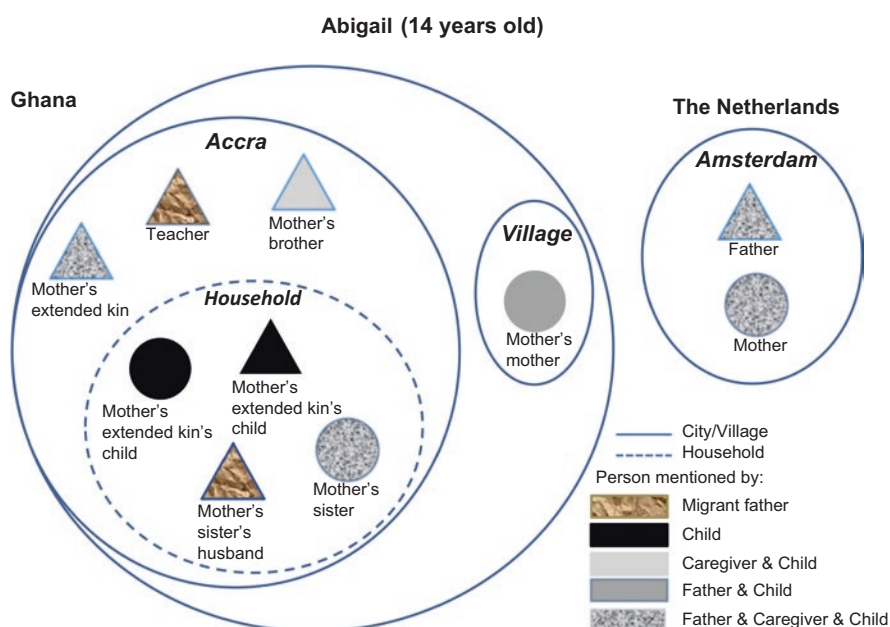 Abigail (14 years old)
Ghana
The Netherlands
Accra
Amsterdam
Teacher
Mother's
brother
Village
Father
Mother's
extended kin
Household
Mother's
mother
Mother
Mother's
extended kin's
child
Mother's
extended kin's
child
Mother's
sister
Mother's
sister's
husband
City/Village
Household
Person mentioned by:
Migrant father
Child
Caregiver & Child
Father & Child
Father & Caregiver & Child